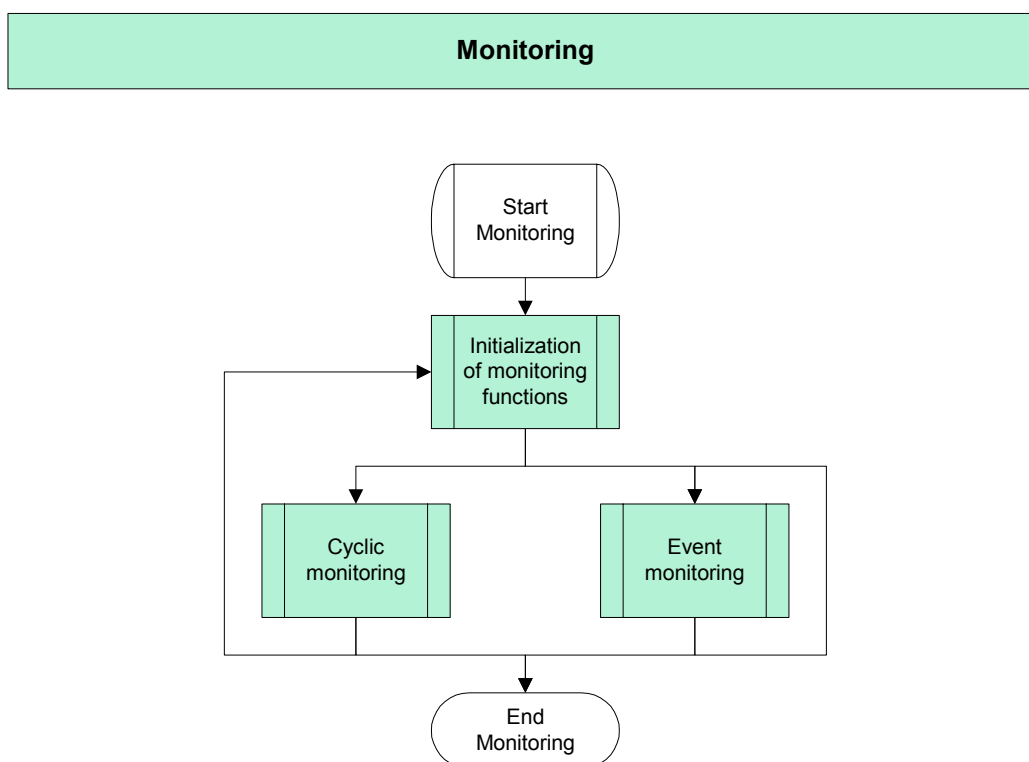 Monitoring
Start
Monitoring
Initialization
of monitoring
functions
Cyclic
monitoring
Event
monitoring
End
Monitoring